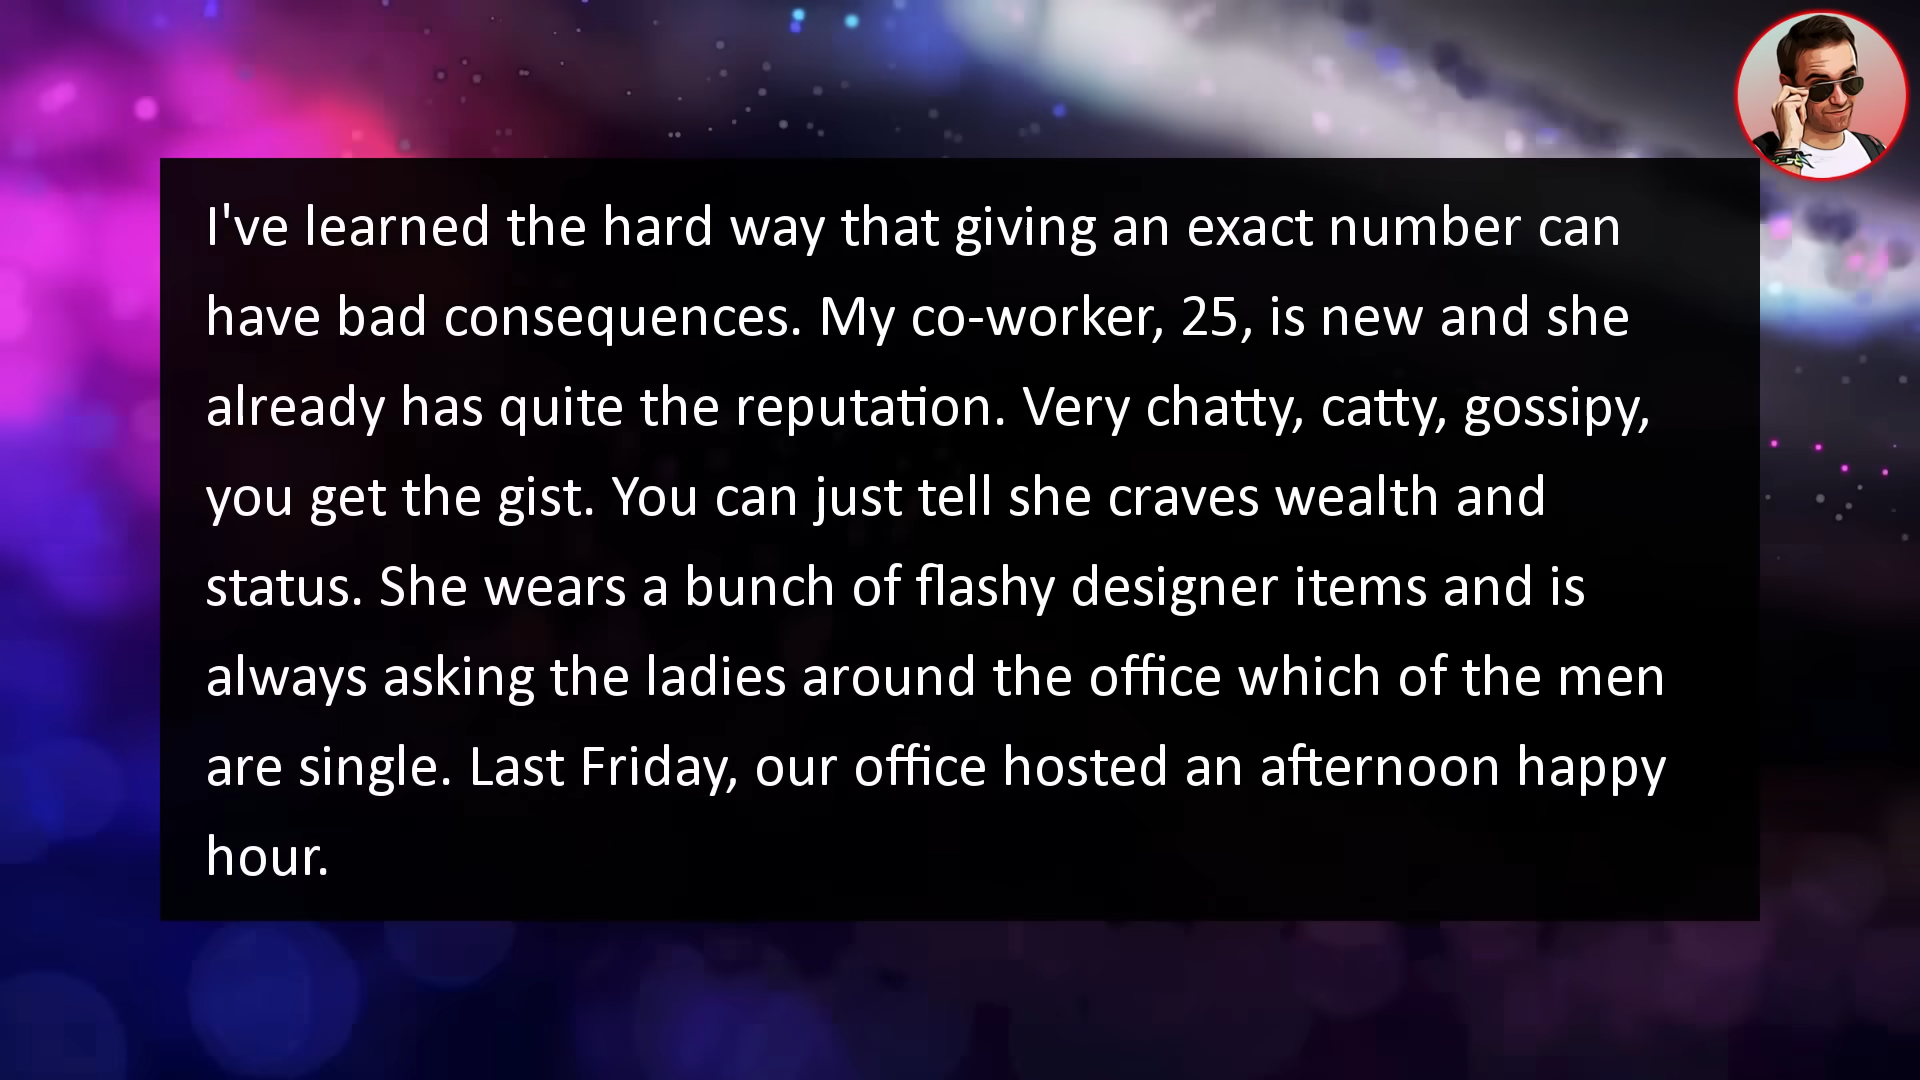 I've learned the hard way that giving an exact number can
have bad consequences. My co-worker, 25, is new and she
already has quite the reputation. Very chatty, catty, gossipy,
you get the gist. You can just tell she craves wealth and
status. She wears a bunch of flashy designer items and is
always asking the ladies around the office which of the men
are single. Last Friday, our office hosted an afternoon happy
hour.